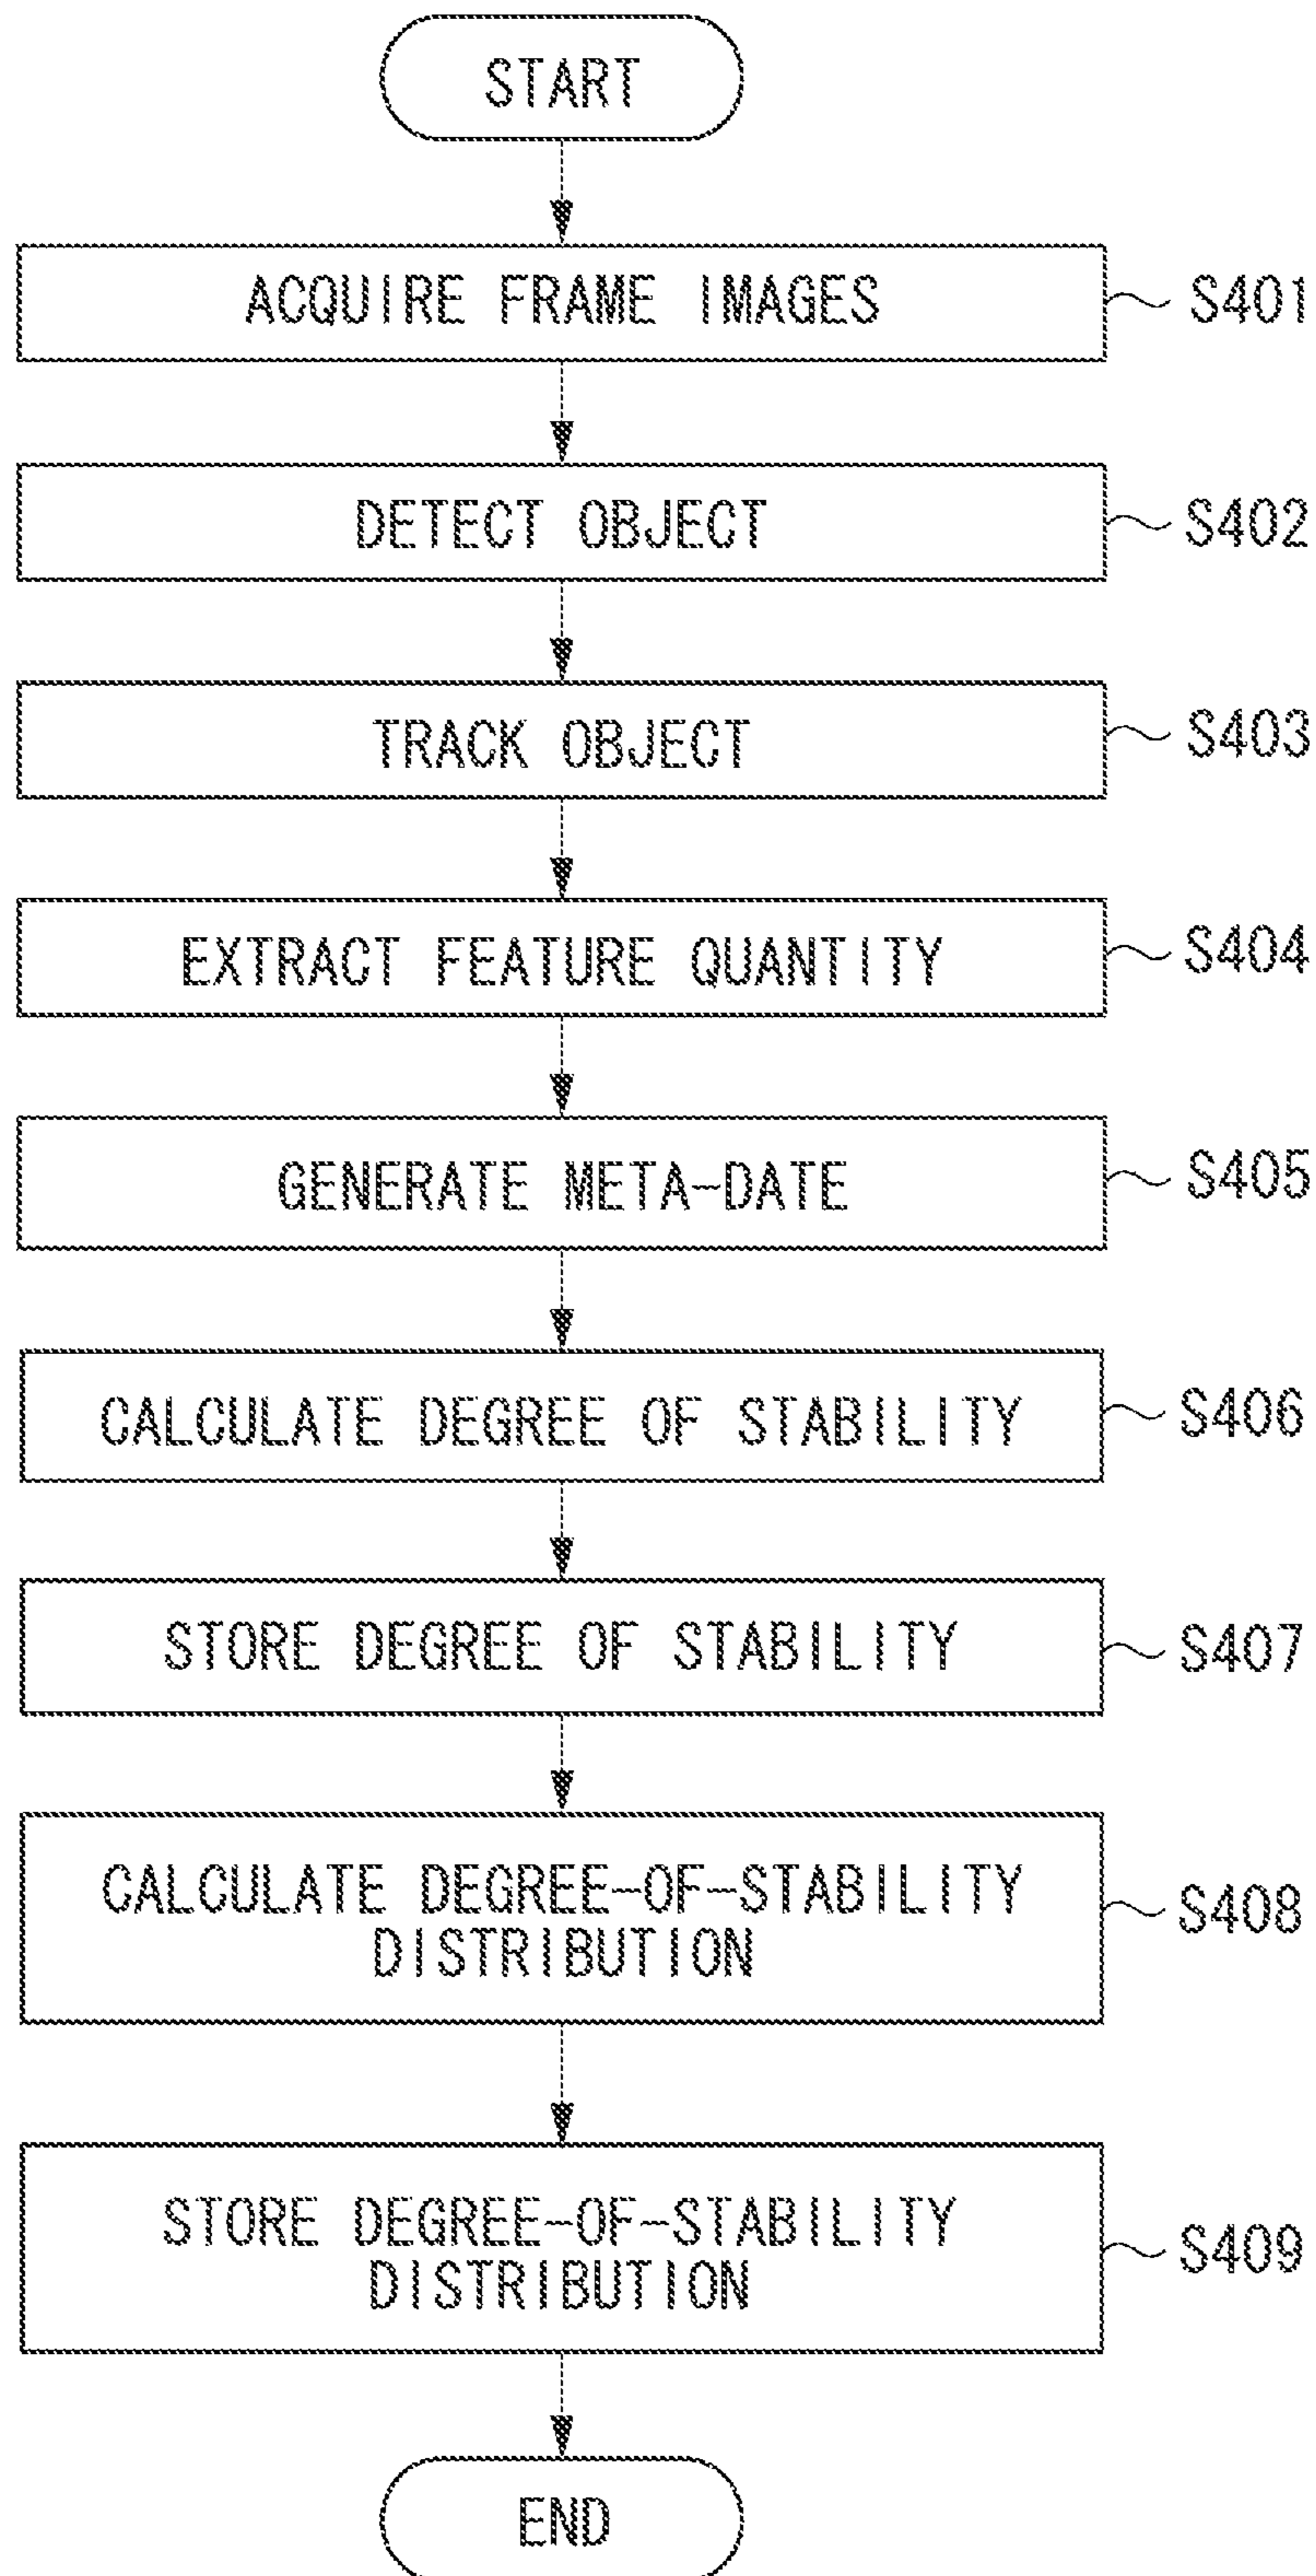 START
ACQUIRE FRAME IMAGES
S401
DETECT OBJECT
S402
TRACK OBJECT
S403
EXTRACT FEATURE QUANTITY
S404
GENERATE META-DATE
S405
CALCULATE DEGREE OF STABILITY
S406
STORE DEGREE OF STABILITY
S407
CALCULATE DEGREE-OF-STABILITY
DISTRIBUTION
S408
STORE DEGREE-OF-STABILITY
DISTRIBUTION
S409
END